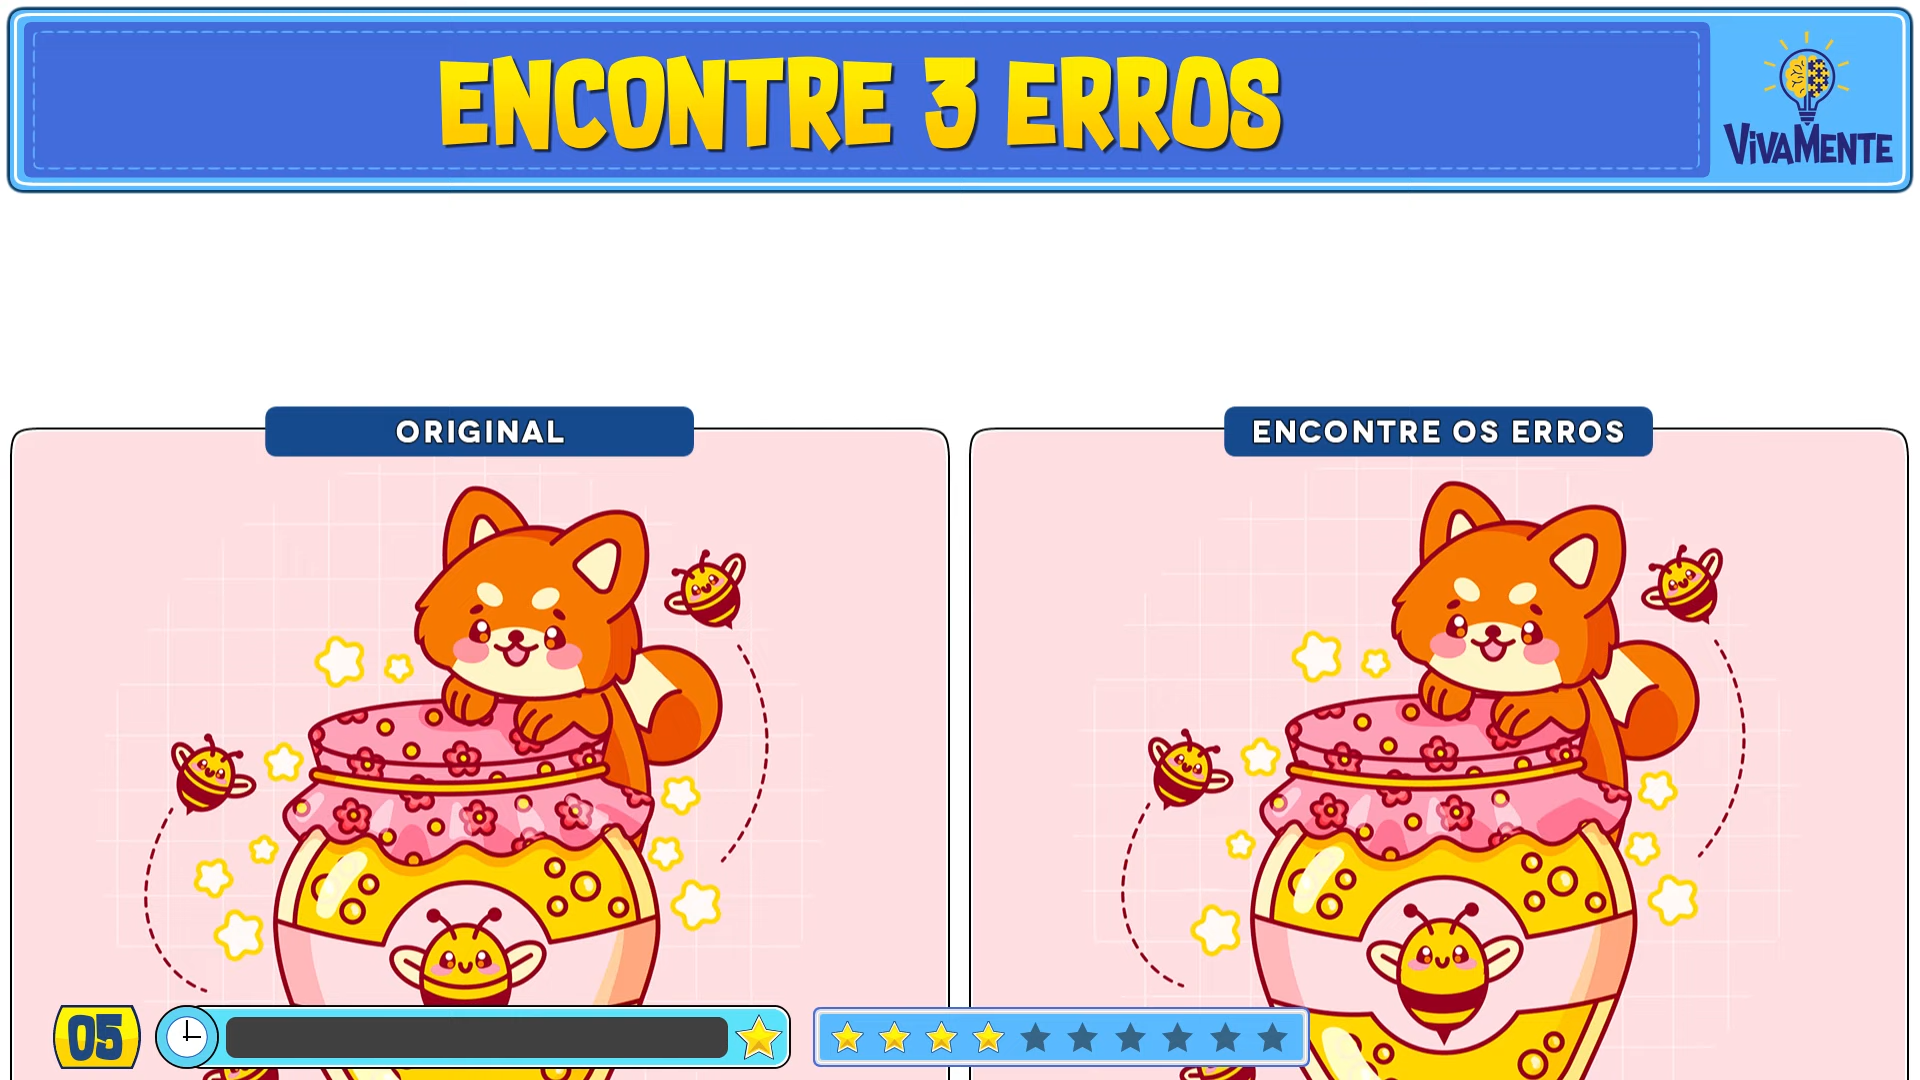 ENCONTRE 3 ERROS
ViVAMENTE
ORIGINAL
ENCONTRE OS ERROS
05